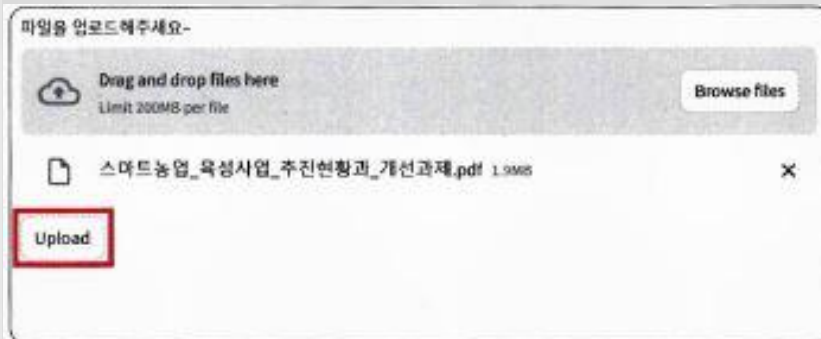 파일을 업로드해주세요~
Drag and drop files here
Limit 200MB per file
Browse files
스마트농업_육성사업_추진현황과_개선과제.pdf 1.9MB
Upload